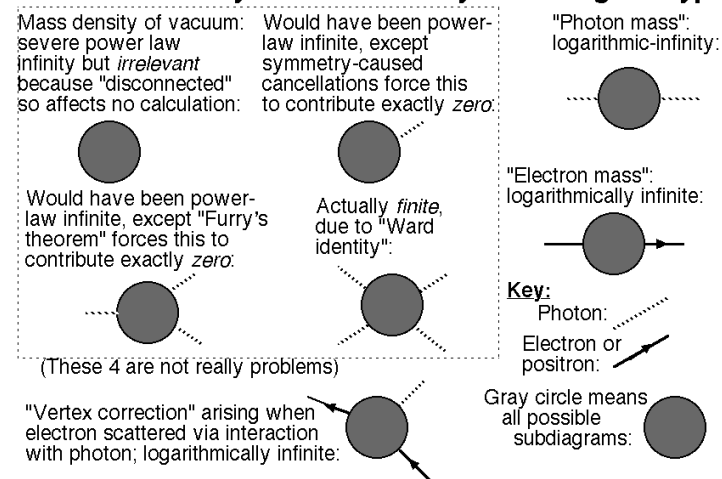 Mass density of vacuum:
severe power law
infinity but irrelevant
because "disconnected"
so affects no calculation:
Would have been power-
law infinite, except
symmetry-caused
cancellations force this
to contribute exactly zero:
"Photon mass":
logarithmic-infinity:
Would have been power-
law infinite, except "Furry's
theorem" forces this to
contribute exactly zero:
Actually finite,
due to "Ward
identity":
"Electron mass":
logarithmically infinite:
(These 4 are not really problems)
Key:
Photon:
Electron or
positron:
Gray circle means
all possible
subdiagrams:
"Vertex correction" arising when
electron scattered via interaction
with photon; logarithmically infinite: